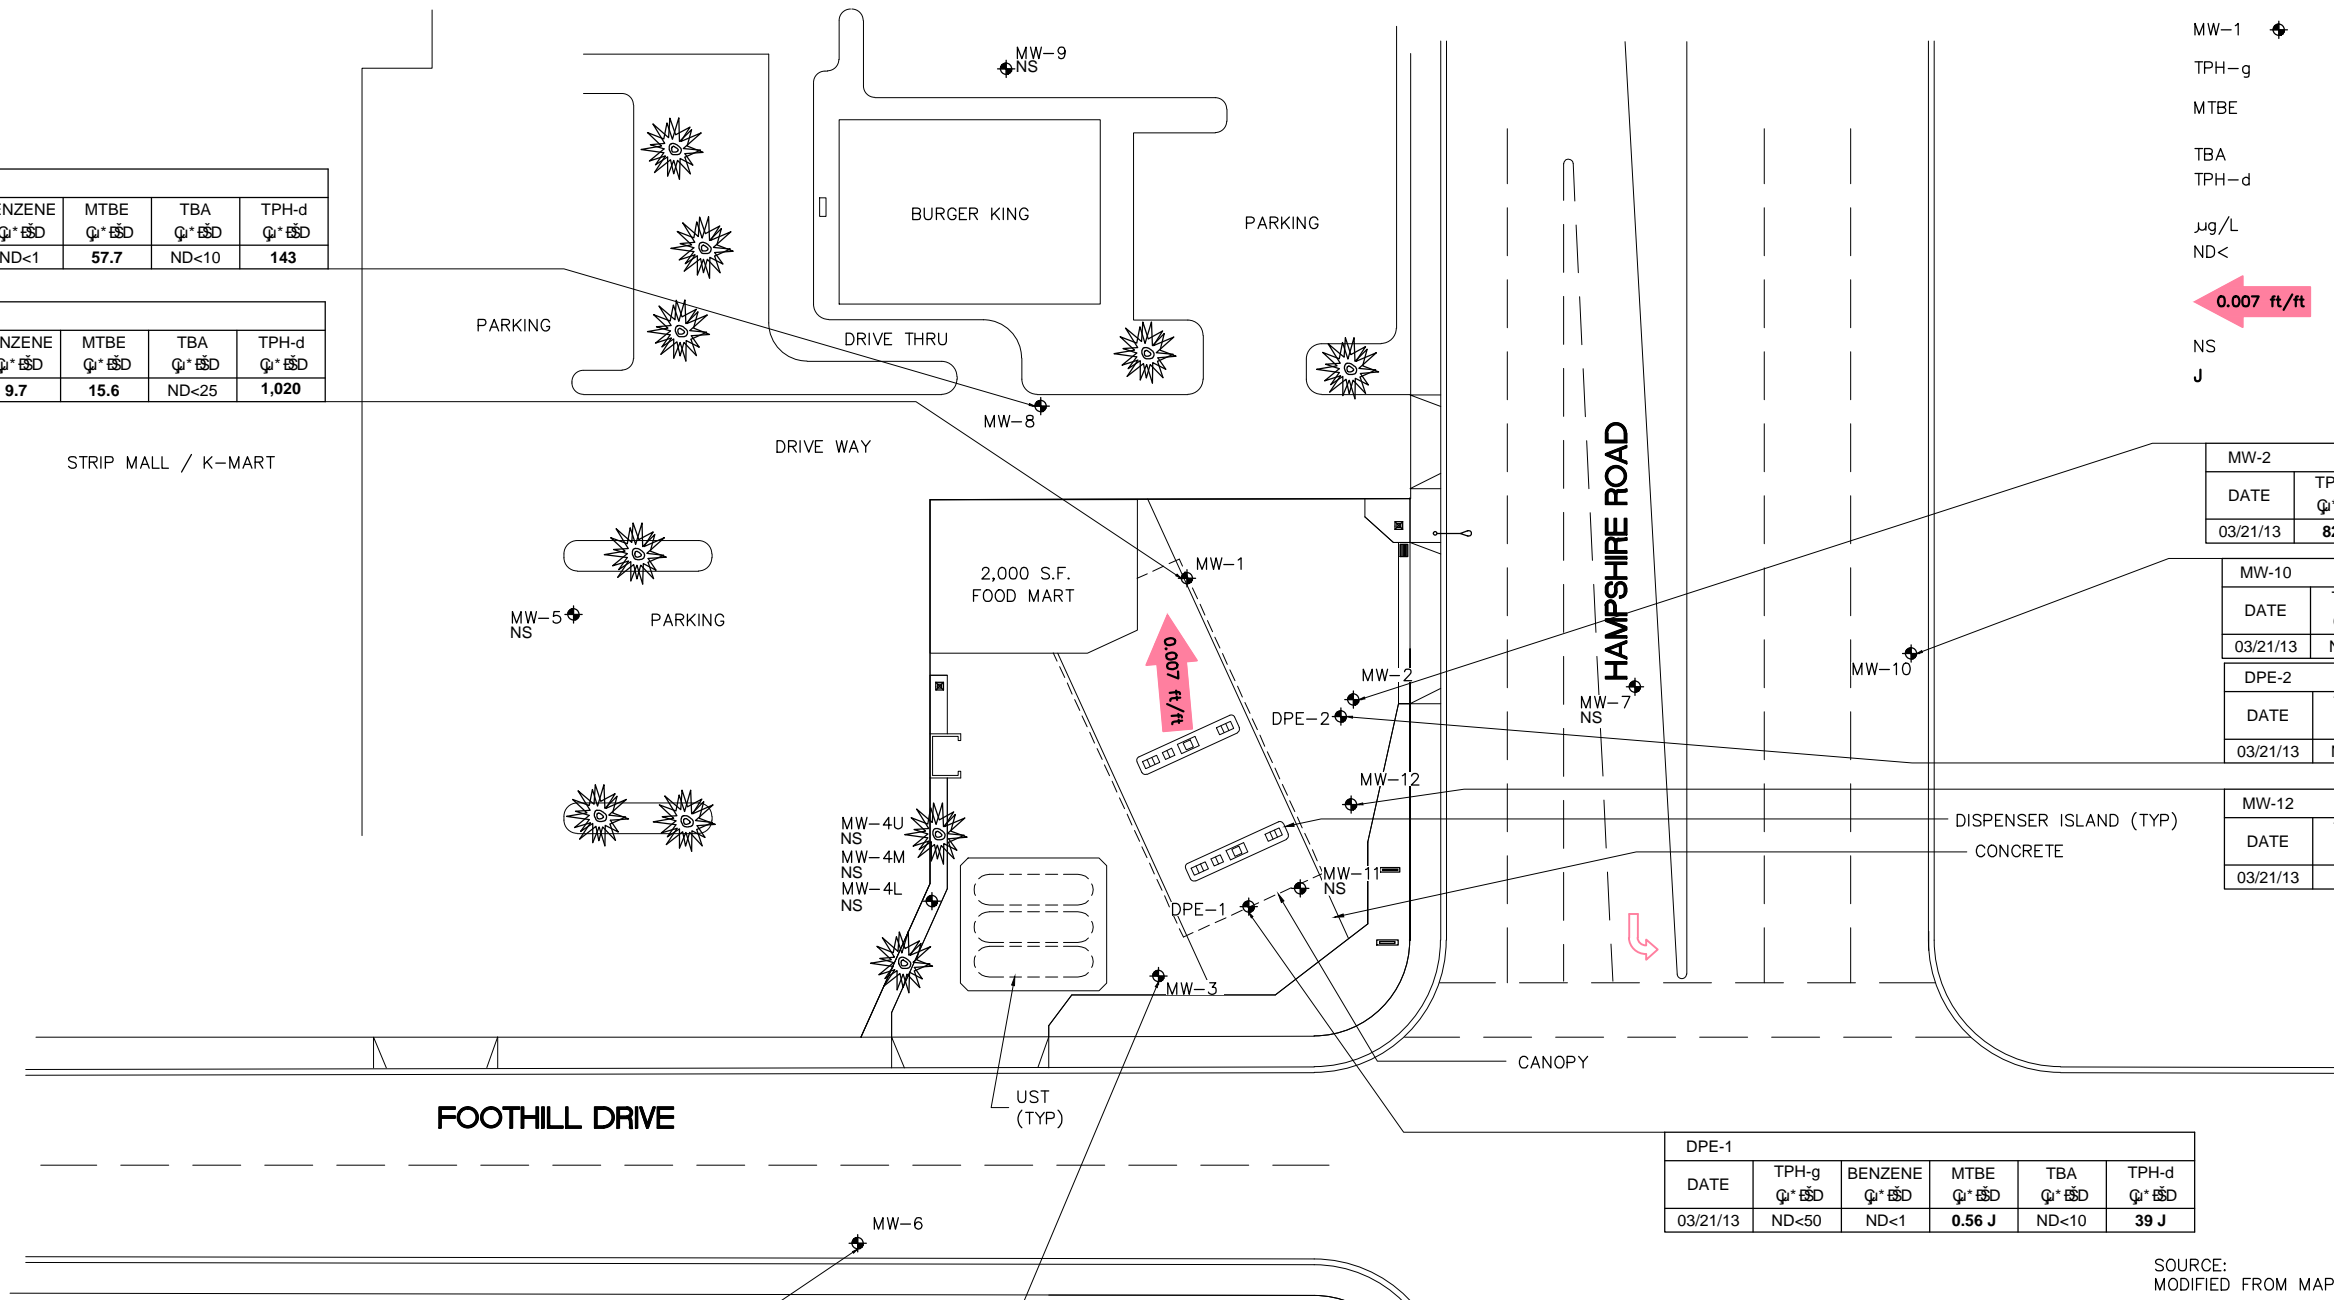 MW-1
TPH-g
MTBE
TBA
TPH-d
µg/L
ND<
0.007 ft/ft
NS
J
MW-9
NS
MTBE TBA TPH-d
ND<1 57.7 ND<10 143
MTBE TBA TPH-d
9.7 15.6 ND<25 1,020
BURGER KING
PARKING
PARKING
DRIVE THRU
MW-8
DRIVE WAY
STRIP MALL / K-MART
HAMPSHIRE ROAD
MW-2
DATE
03/21/13
MW-10
DATE
03/21/13
DPE-2
DATE
03/21/13
MW-12
DATE
03/21/13
2,000 S.F.
FOOD MART
MW-1
MW-5
NS
PARKING
0.007 ft/ft
MW-2
DPE-2
MW-7
NS
MW-10
MW-12
DISPENSER ISLAND (TYP)
CONCRETE
MW-4U
NS
MW-4M
NS
MW-4L
NS
MW-11
NS
DPE-1
MW-3
CANOPY
UST
(TYP)
FOOTHILL DRIVE
DPE-1
DATE TPH-g BENZENE MTBE TBA TPH-d
03/21/13 ND<50 ND<1 0.56 J ND<10 39 J
MW-6
SOURCE:
MODIFIED FROM MAP